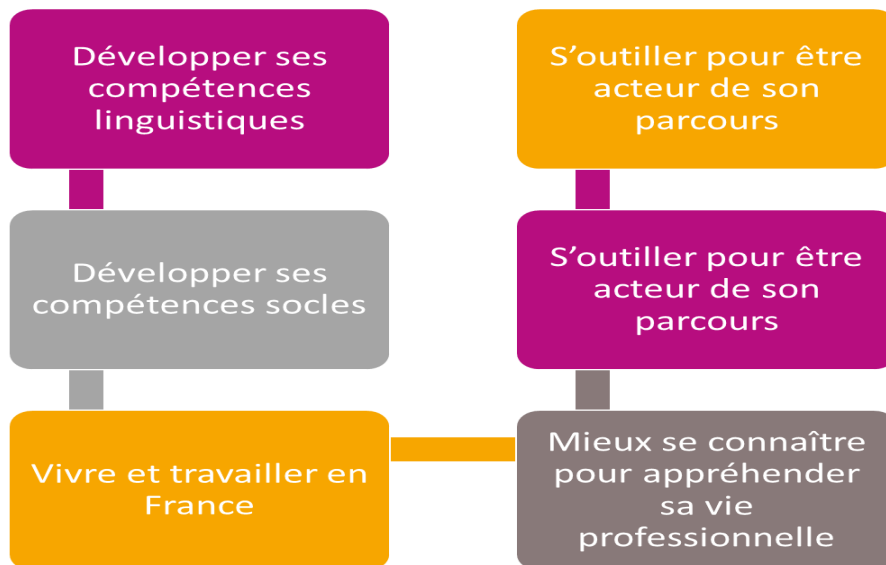 Développer ses
compétences
linguistiques
Développer ses
compétences socles
Vivre et travailler en
France
Mieux se connaître
pour appréhender
sa vie
professionnelle
S’outiller pour être
acteur de son
parcours
S’outiller pour être
acteur de son
parcours